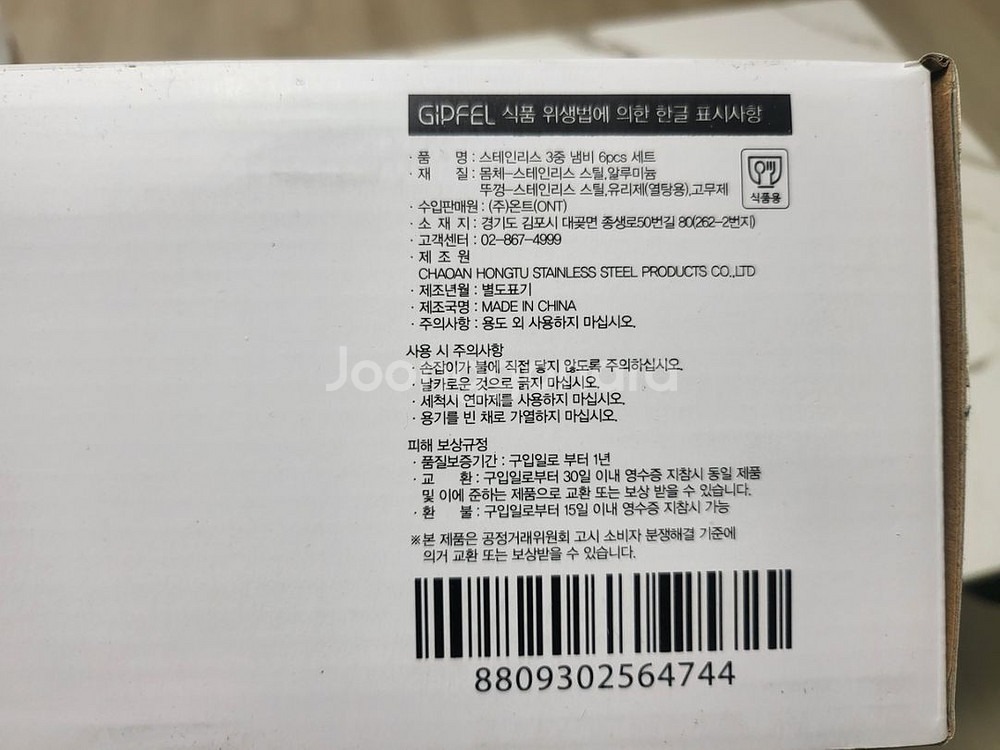 GIPFEL 식품 위생법에 의한 한글 표시사항
· 품 명 : 스테인리스 3중 냄비 6pcs 세트
· 재 질 : 몸체-스테인리스 스틸,알루미늄
뚜껑-스테인리스 스틸,유리제(열탕용),고무제
식품용
· 수입판매원 : (주)온트(ONT)
· 소 재 지 : 경기도 김포시 대곶면 종생로50번길 80(262-2번지)
· 고객센터 : 02-867-4999
· 제 조 원
CHAOAN HONGTU STAINLESS STEEL PRODUCTS CO.,LTD
· 제조년월 : 별도표기
· 제조국명 : MADE IN CHINA
· 주의사항 : 용도 외 사용하지 마십시오.
사용 시 주의사항
· 손잡이가 불에 직접 닿지 않도록 주의하십시오.
· 날카로운 것으로 긁지 마십시오.
· 세척시 연마제를 사용하지 마십시오.
· 용기를 빈 채로 가열하지 마십시오.
피해 보상규정
· 품질보증기간 : 구입일로 부터 1년
· 교 환 : 구입일로부터 30일 이내 영수증 지참시 동일 제품
및 이에 준하는 제품으로 교환 또는 보상 받을 수 있습니다.
· 환 불 : 구입일로부터 15일 이내 영수증 지참시 가능
※본 제품은 공정거래위원회 고시 소비자 분쟁해결 기준에
의거 교환 또는 보상받을 수 있습니다.
8809302564744